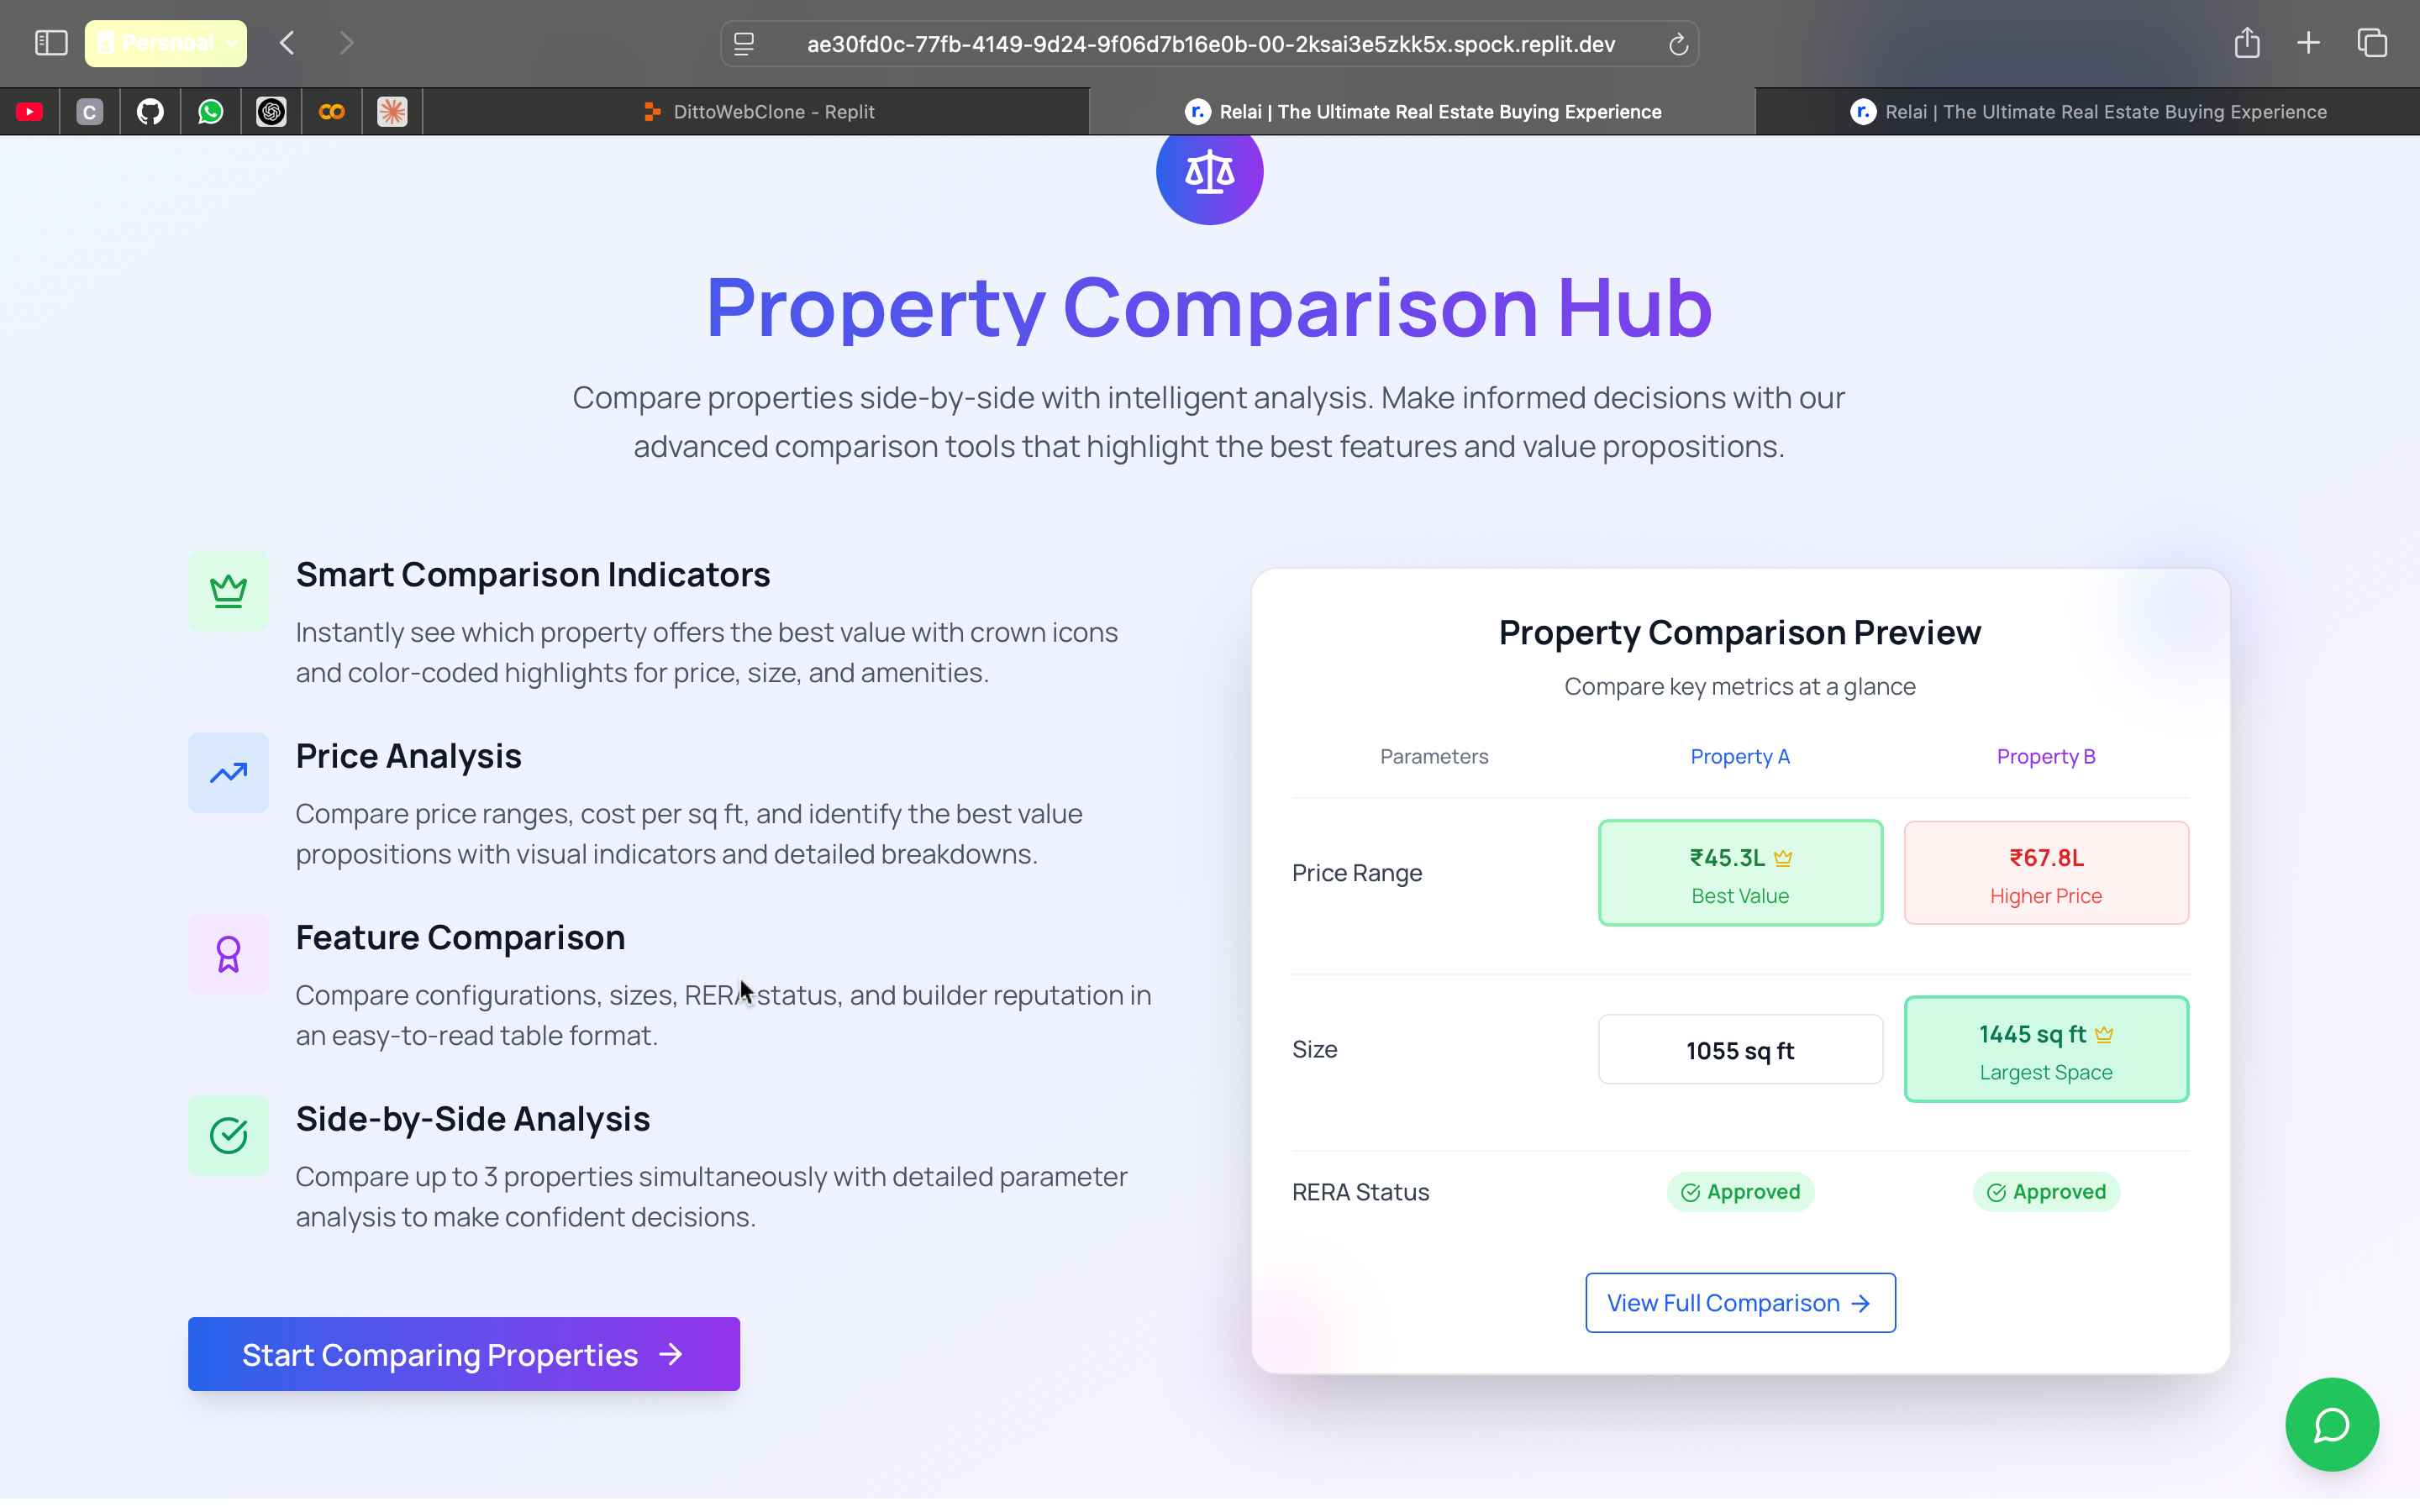 Persnoal
ae30fd0c-77fb-4149-9d24-9f06d7b16e0b-00-2ksai3e5zkk5x.spock.replit.dev
C
DittoWebClone - Replit
r.
Relai | The Ultimate Real Estate Buying Experience
r.
Relai | The Ultimate Real Estate Buying Experience
Property Comparison Hub
Compare properties side-by-side with intelligent analysis. Make informed decisions with our
advanced comparison tools that highlight the best features and value propositions.
Smart Comparison Indicators
Instantly see which property offers the best value with crown icons
and color-coded highlights for price, size, and amenities.
Price Analysis
Compare price ranges, cost per sq ft, and identify the best value
propositions with visual indicators and detailed breakdowns.
Feature Comparison
Compare configurations, sizes, RERA status, and builder reputation in
an easy-to-read table format.
Side-by-Side Analysis
Compare up to 3 properties simultaneously with detailed parameter
analysis to make confident decisions.
Start Comparing Properties
Property Comparison Preview
Compare key metrics at a glance
Parameters Property A Property B
Price Range
₹45.3L
Best Value
₹67.8L
Higher Price
Size
1055 sq ft
1445 sq ft
Largest Space
RERA Status
Approved
Approved
View Full Comparison